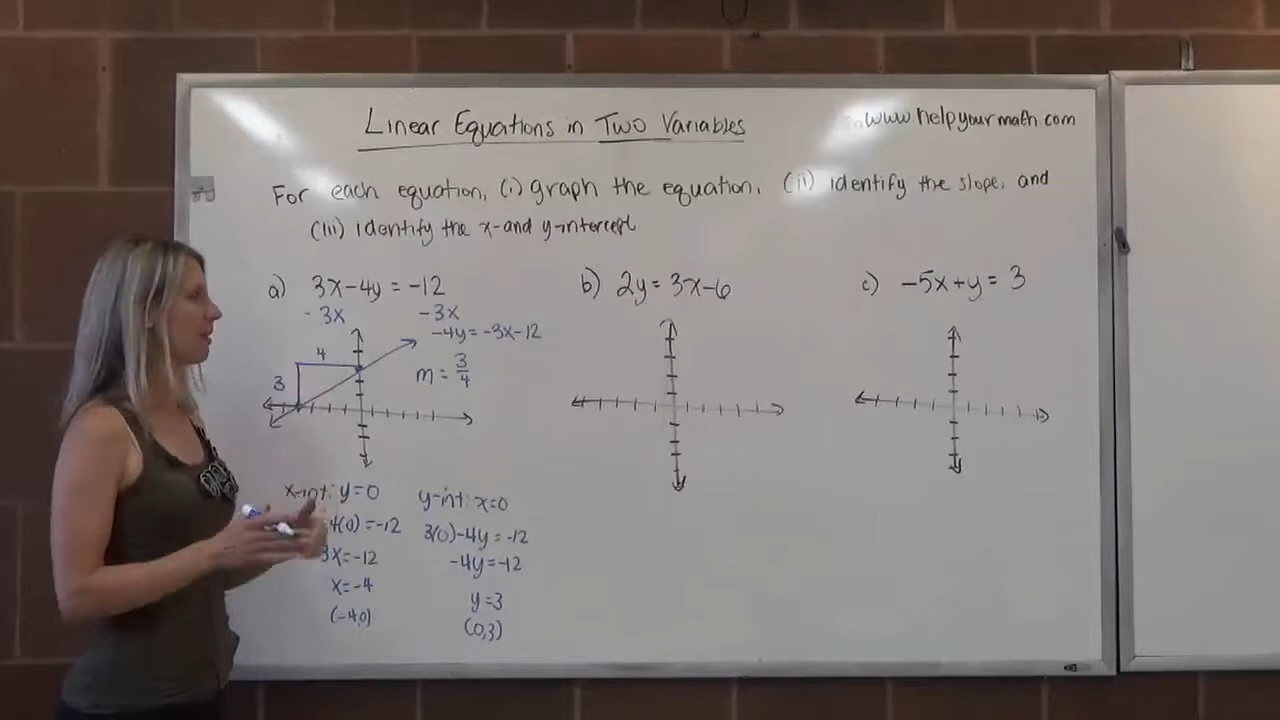 Linear Equations in Two Variables
www.helpyourmath.com
For each equation, (i) graph the equation, (ii) identify the slope, and
(iii) identify the x-and y-intercept
a) 3x-4y = -12
-3x -3x
-4y = -3x-12
4
3
m = 3/4
x-int: y=0
4(0) = -12
3x = -12
x = -4
(-4,0)
y-int: x=0
3(0)-4y = -12
-4y = -12
y = 3
(0,3)
b) 2y = 3x-6
c) -5x+y = 3